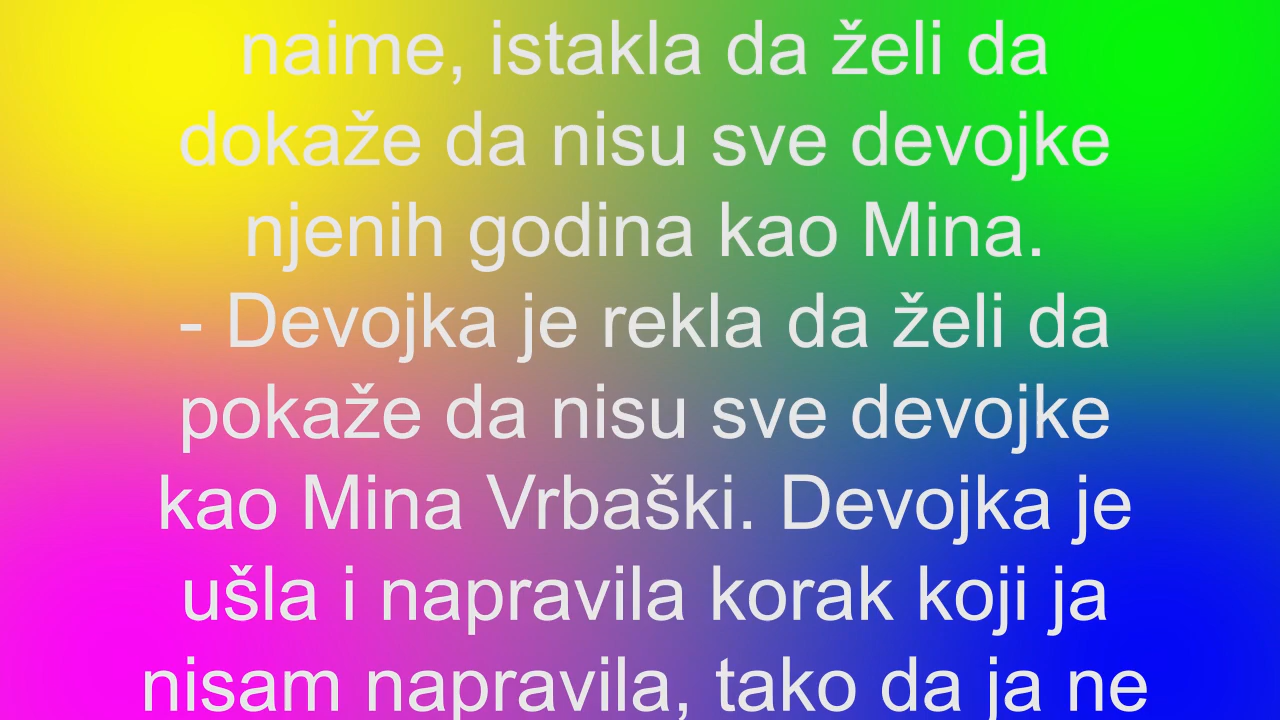 naime, istakla da želi da
dokaže da nisu sve devojke
njenih godina kao Mina.
- Devojka je rekla da želi da
pokaže da nisu sve devojke
kao Mina Vrbaški. Devojka je
ušla i napravila korak koji ja
nisam napravila, tako da ja ne